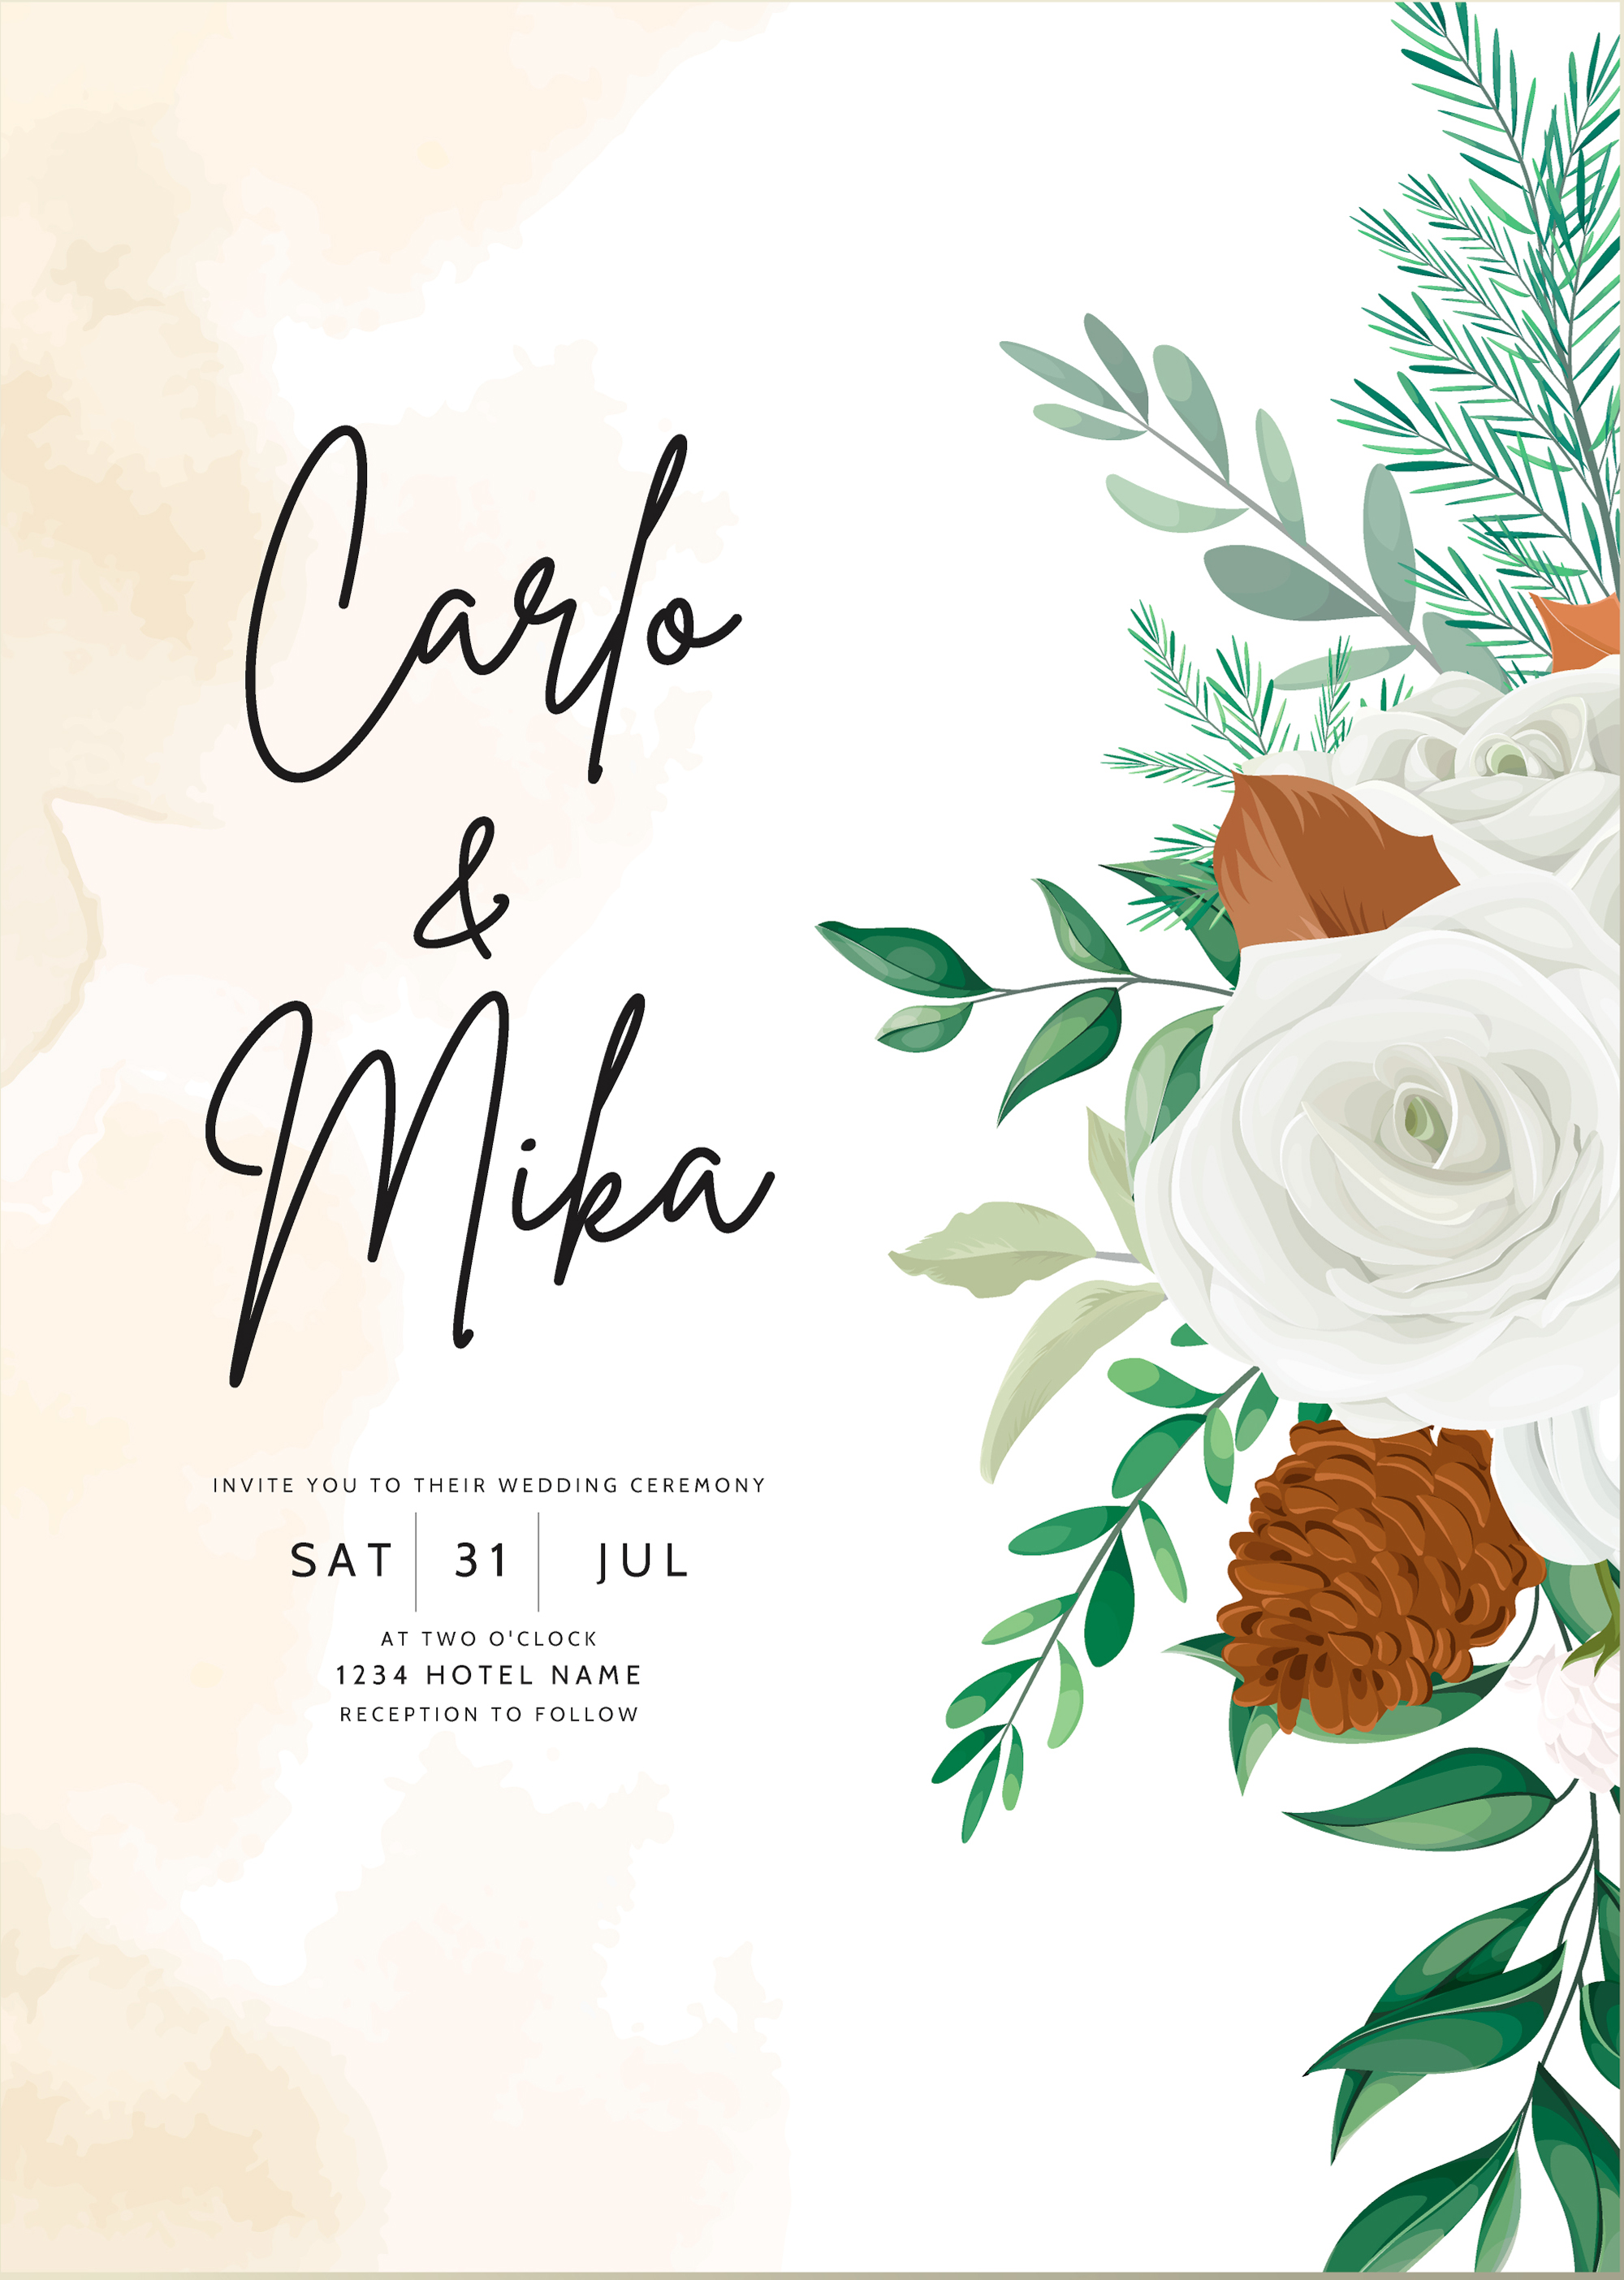 Carlo
&
Mika
INVITE YOU TO THEIR WEDDING CEREMONY
SAT 31 JUL
AT TWO O'CLOCK
1234 HOTEL NAME
RECEPTION TO FOLLOW